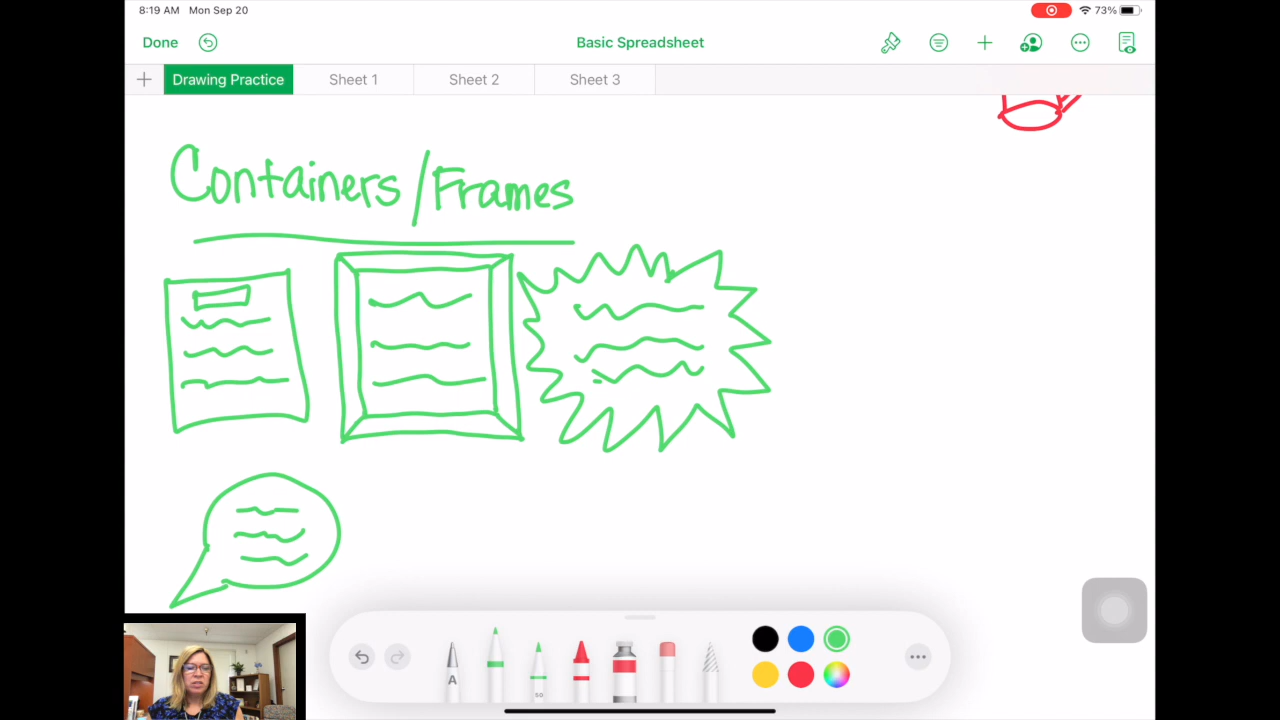 8:19 AM Mon Sep 20 73%
Done Basic Spreadsheet
Drawing Practice Sheet 1 Sheet 2 Sheet 3
Containers/Frames
A 50